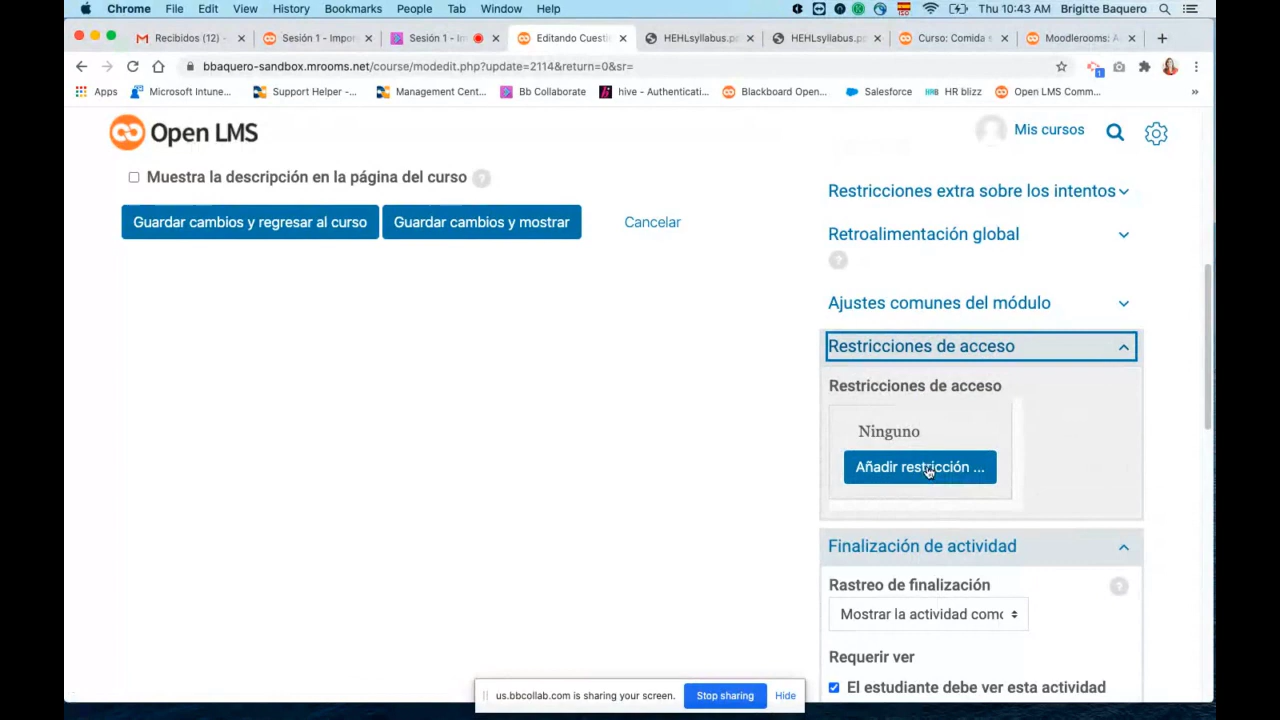 Chrome File Edit View History Bookmarks People Tab Window Help Thu 10:43 AM Brigitte Baquero
Recibidos (12) - Sesión 1 - Impor Sesión 1 - Im Editando Cuesti HEHLsyllabus.p HEHLsyllabus.p Curso: Comida s Moodlerooms: A
bbaquero-sandbox.mrooms.net/course/modedit.php?update=2114&return=0&sr=
Apps Microsoft Intune... Support Helper -... Management Cent... Bb Collaborate hive - Authenticati... Blackboard Open... Salesforce HR blizz Open LMS Comm... »
Open LMS Mis cursos
Muestra la descripción en la página del curso ?
Guardar cambios y regresar al curso Guardar cambios y mostrar Cancelar
Restricciones extra sobre los intentos
Retroalimentación global
?
Ajustes comunes del módulo
Restricciones de acceso
Restricciones de acceso
Ninguno
Añadir restricción ...
Finalización de actividad
Rastreo de finalización ?
Mostrar la actividad como
Requerir ver
El estudiante debe ver esta actividad
us.bbcollab.com is sharing your screen. Stop sharing Hide